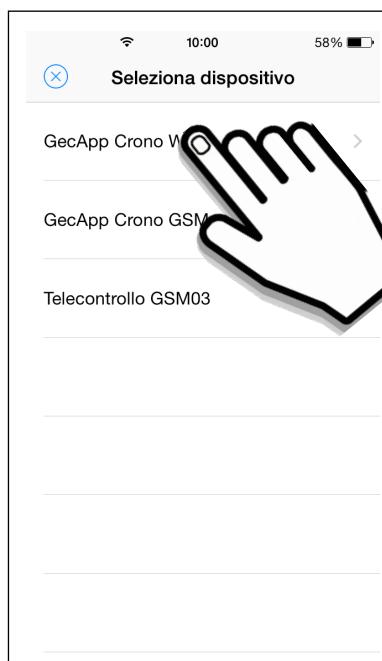 10:00 58%
Seleziona dispositivo
GecApp Crono
GecApp Crono GSM
Telecontrollo GSM03